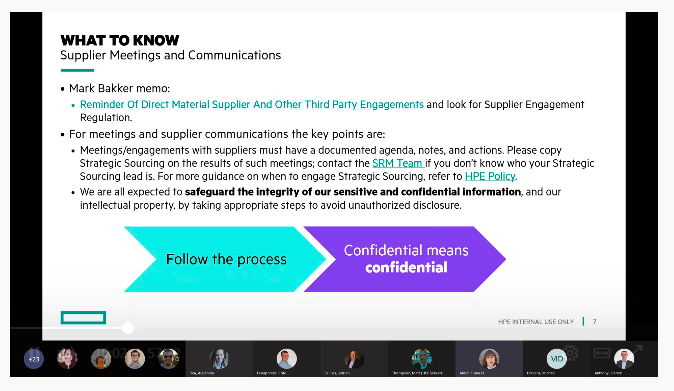 WHAT TO KNOW
Supplier Meetings and Communications
• Mark Bakker memo:
• Reminder Of Direct Material Supplier And Other Third Party Engagements and look for Supplier Engagement
Regulation.
• For meetings and supplier communications the key points are:
• Meetings/engagements with suppliers must have a documented agenda, notes, and actions. Please copy
Strategic Sourcing on the results of such meetings; contact the SRM Team if you don't know who your Strategic
Sourcing lead is. For more guidance on when to engage Strategic Sourcing, refer to HPE Policy.
• We are all expected to safeguard the integrity of our sensitive and confidential information, and our
intellectual property, by taking appropriate steps to avoid unauthorized disclosure.
Follow the process
Confidential means
confidential
HPE INTERNAL USE ONLY | 7
+23
VID